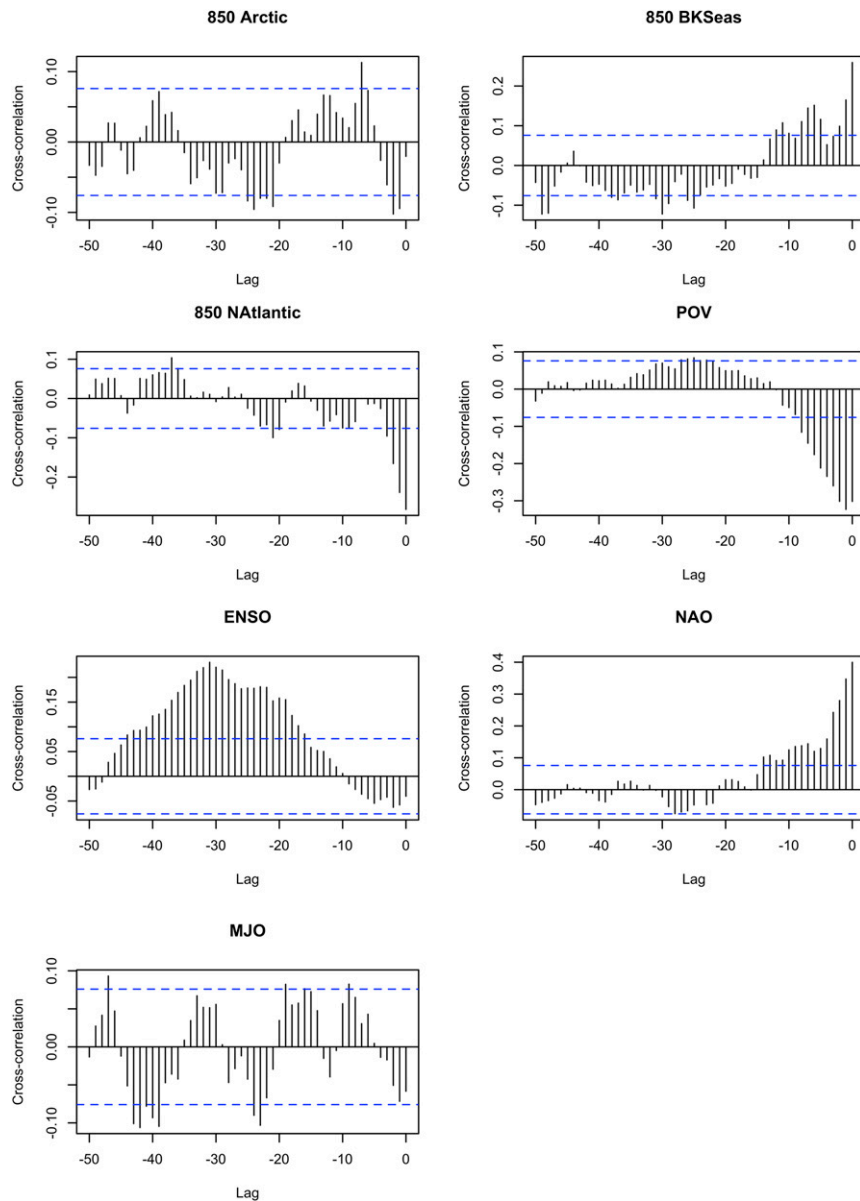 850 Arctic
Cross-correlation
-0.10 0.00 0.10
-50 -40 -30 -20 -10 0
Lag
850 BKSeas
Cross-correlation
-0.1 0.0 0.1 0.2
-50 -40 -30 -20 -10 0
Lag
850 NAtlantic
Cross-correlation
-0.2 -0.1 0.0 0.1
-50 -40 -30 -20 -10 0
Lag
POV
Cross-correlation
-0.3 -0.2 -0.1 0.0 0.1
-50 -40 -30 -20 -10 0
Lag
ENSO
Cross-correlation
-0.05 0.05 0.15
-50 -40 -30 -20 -10 0
Lag
NAO
Cross-correlation
0.0 0.1 0.2 0.3 0.4
-50 -40 -30 -20 -10 0
Lag
MJO
Cross-correlation
-0.10 0.00 0.10
-50 -40 -30 -20 -10 0
Lag